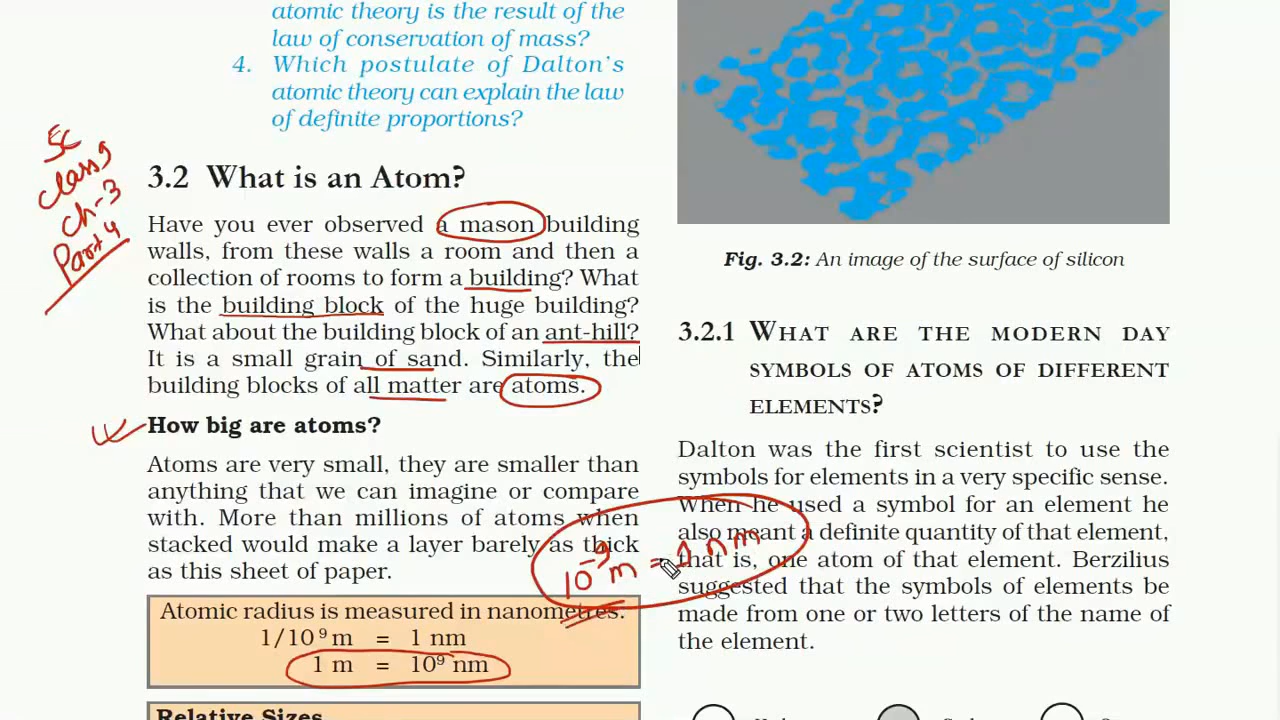 atomic theory is the result of the
law of conservation of mass?
4. Which postulate of Dalton's
atomic theory can explain the law
of definite proportions?
SC
Class 9
Ch-3
Part 4
3.2 What is an Atom?
Have you ever observed a mason building
walls, from these walls a room and then a
collection of rooms to form a building? What
is the building block of the huge building?
What about the building block of an ant-hill?
It is a small grain of sand. Similarly, the
building blocks of all matter are atoms.
How big are atoms?
Atoms are very small, they are smaller than
anything that we can imagine or compare
with. More than millions of atoms when
stacked would make a layer barely as thick
as this sheet of paper.
10⁻⁹ m = 1 nm
Atomic radius is measured in nanometres.
1/10⁹ m = 1 nm
1 m = 10⁹ nm
Relative Sizes
Fig. 3.2: An image of the surface of silicon
3.2.1 WHAT ARE THE MODERN DAY
SYMBOLS OF ATOMS OF DIFFERENT
ELEMENTS?
Dalton was the first scientist to use the
symbols for elements in a very specific sense.
When he used a symbol for an element he
also meant a definite quantity of that element,
that is, one atom of that element. Berzilius
suggested that the symbols of elements be
made from one or two letters of the name of
the element.